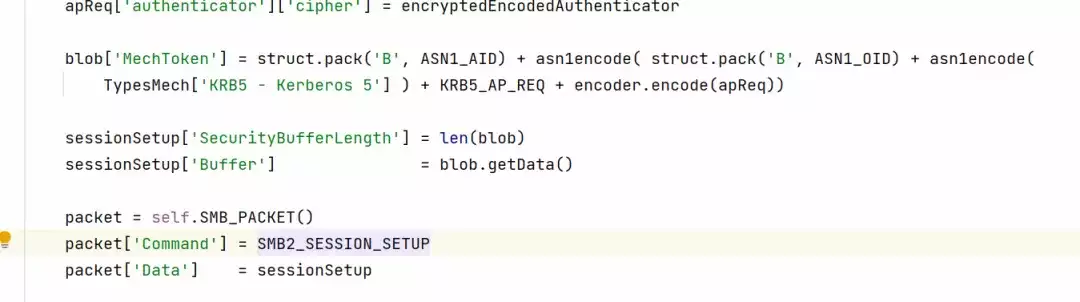 apReq['authenticator']['cipher'] = encryptedEncodedAuthenticator
blob['MechToken'] = struct.pack('B', ASN1_AID) + asn1encode( struct.pack('B', ASN1_OID) + asn1encode(
TypesMech['KRB5 - Kerberos 5'] ) + KRB5_AP_REQ + encoder.encode(apReq))
sessionSetup['SecurityBufferLength'] = len(blob)
sessionSetup['Buffer'] = blob.getData()
packet = self.SMB_PACKET()
packet['Command'] = SMB2_SESSION_SETUP
packet['Data'] = sessionSetup